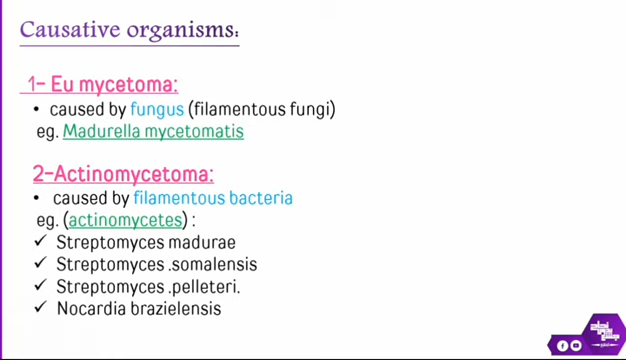 Causative organisms:
1- Eu mycetoma:
• caused by fungus (filamentous fungi)
eg. Madurella mycetomatis
2-Actinomycetoma:
• caused by filamentous bacteria
eg. (actinomycetes) :
✓ Streptomyces madurae
✓ Streptomyces .somalensis
✓ Streptomyces .pelleteri.
✓ Nocardia brazielensis